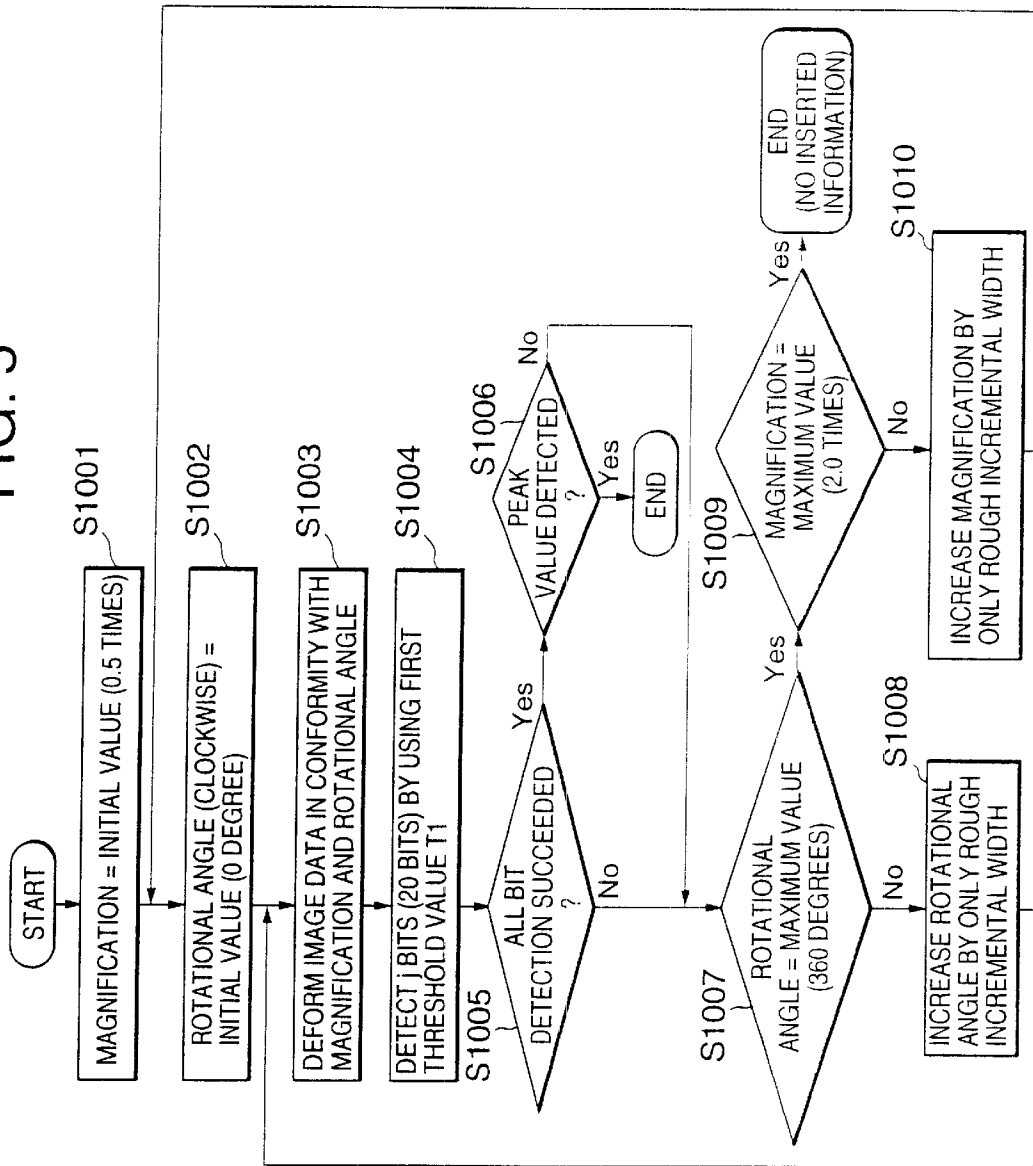 START
S1001
MAGNIFICATION = INITIAL VALUE (0.5 TIMES)
S1002
ROTATIONAL ANGLE (CLOCKWISE) =
INITIAL VALUE (0 DEGREE)
S1003
DEFORM IMAGE DATA IN CONFORMITY WITH
MAGNIFICATION AND ROTATIONAL ANGLE
S1004
DETECT j BITS (20 BITS) BY USING FIRST
THRESHOLD VALUE T1
S1005
ALL BIT
DETECTION SUCCEEDED
?
Yes
No
S1006
PEAK
VALUE DETECTED
?
No
Yes
END
S1007
ROTATIONAL
ANGLE = MAXIMUM VALUE
(360 DEGREES)
Yes
No
S1008
INCREASE ROTATIONAL
ANGLE BY ONLY ROUGH
INCREMENTAL WIDTH
S1009
MAGNIFICATION =
MAXIMUM VALUE
(2.0 TIMES)
Yes
No
END
(NO INSERTED
INFORMATION)
S1010
INCREASE MAGNIFICATION BY
ONLY ROUGH INCREMENTAL WIDTH